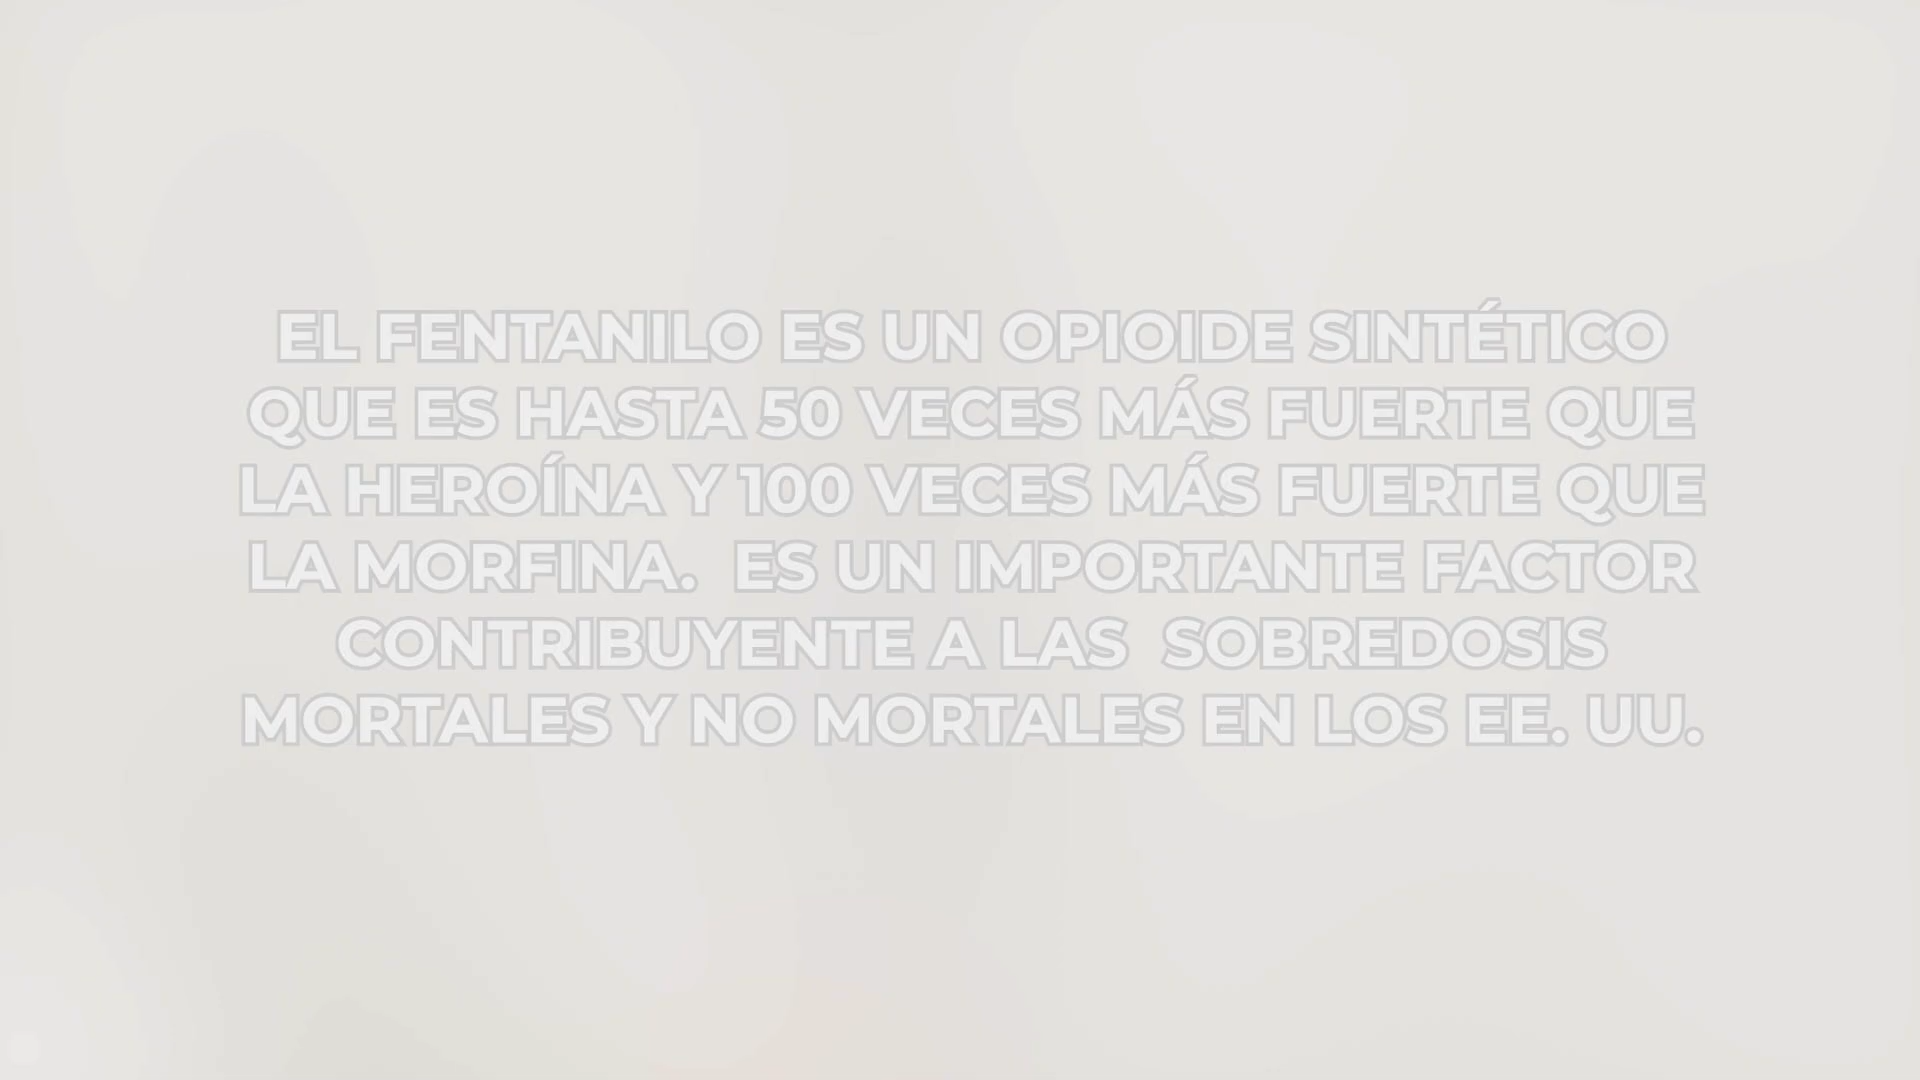 EL FENTANILO ES UN OPIOIDE SINTÉTICO
QUE ES HASTA 50 VECES MÁS FUERTE QUE
LA HEROÍNA Y 100 VECES MÁS FUERTE QUE
LA MORFINA. ES UN IMPORTANTE FACTOR
CONTRIBUYENTE A LAS SOBREDOSIS
MORTALES Y NO MORTALES EN LOS EE. UU.